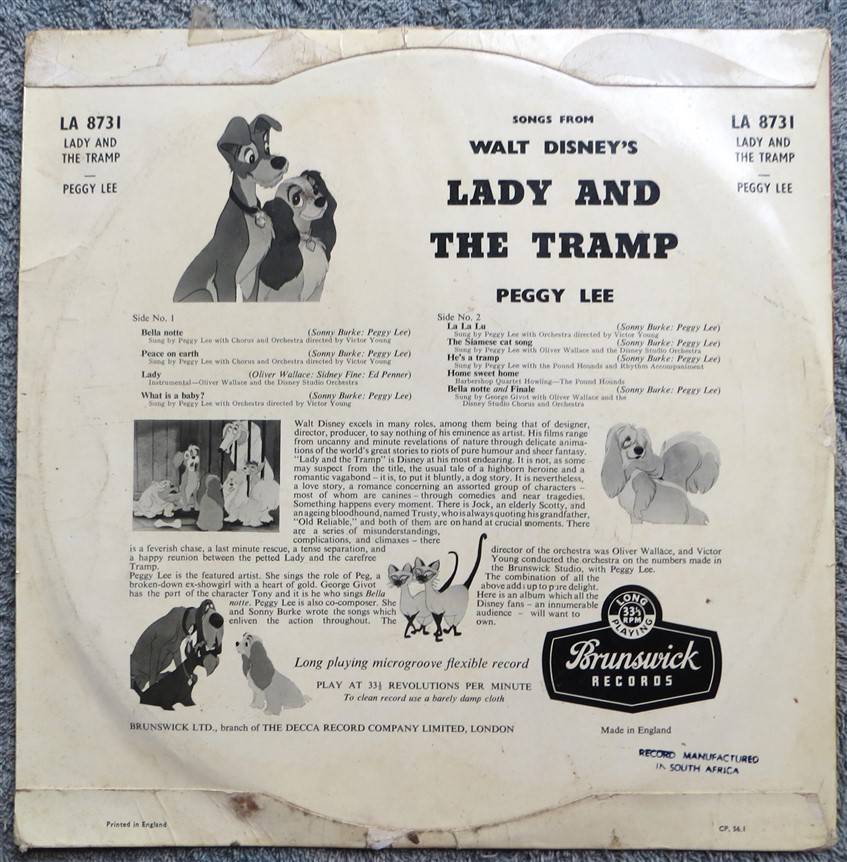 LA 8731
LADY AND
THE TRAMP
—
PEGGY LEE
SONGS FROM
WALT DISNEY'S
LADY AND
THE TRAMP
PEGGY LEE
LA 8731
LADY AND
THE TRAMP
—
PEGGY LEE
Side No. 1
Bella notte (Sonny Burke: Peggy Lee)
Sung by Peggy Lee with Chorus and Orchestra directed by Victor Young
Peace on earth (Sonny Burke: Peggy Lee)
Sung by Peggy Lee with Chorus and Orchestra directed by Victor Young
Lady (Oliver Wallace: Sidney Fine: Ed Penner)
Instrumental—Oliver Wallace and the Disney Studio Orchestra
What is a baby? (Sonny Burke: Peggy Lee)
Sung by Peggy Lee with Orchestra directed by Victor Young
Side No. 2
La La Lu (Sonny Burke: Peggy Lee)
Sung by Peggy Lee with Orchestra directed by Victor Young
The Siamese cat song (Sonny Burke: Peggy Lee)
Sung by Peggy Lee with Oliver Wallace and the Disney Studio Orchestra
He's a tramp (Sonny Burke: Peggy Lee)
Sung by Peggy Lee with the Pound Hounds and Rhythm Accompaniment
Home sweet home
Barbershop Quartet Howling—The Pound Hounds
Bella notte and Finale (Sonny Burke: Peggy Lee)
Sung by George Givot with Oliver Wallace and the
Disney Studio Chorus and Orchestra
Walt Disney excels in many roles, among them being that of designer,
director, producer, to say nothing of his eminence as artist. His films range
from uncanny and minute revelations of nature through delicate anima-
tions of the world's great stories to riots of pure humour and sheer fantasy.
"Lady and the Tramp" is Disney at his most endearing. It is not, as some
may suspect from the title, the usual tale of a highborn heroine and a
romantic vagabond – it is, to put it bluntly, a dog story. It is nevertheless,
a love story, a romance concerning an assorted group of characters –
most of whom are canines – through comedies and near tragedies.
Something happens every moment. There is Jock, an elderly Scotty, and
an ageing bloodhound, named Trusty, who is always quoting his grandfather,
"Old Reliable," and both of them are on hand at crucial moments. There
are a series of misunderstandings,
complications, and climaxes – there
is a feverish chase, a last minute rescue, a tense separation, and
a happy reunion between the petted Lady and the carefree
Tramp.
Peggy Lee is the featured artist. She sings the role of Peg, a
broken-down ex-showgirl with a heart of gold. George Givot
has the part of the character Tony and it is he who sings Bella
notte. Peggy Lee is also co-composer. She
and Sonny Burke wrote the songs which
enliven the action throughout. The
director of the orchestra was Oliver Wallace, and Victor
Young conducted the orchestra on the numbers made in
the Brunswick Studio, with Peggy Lee.
The combination of all the
above adds up to pure delight.
Here is an album which all the
Disney fans – an innumerable
audience – will want to
own.
LONG
33⅓
RPM
PLAYING
Brunswick
RECORDS
Long playing microgroove flexible record
PLAY AT 33⅓ REVOLUTIONS PER MINUTE
To clean record use a barely damp cloth
BRUNSWICK LTD., branch of THE DECCA RECORD COMPANY LIMITED, LONDON
Made in England
RECORD MANUFACTURED
IN SOUTH AFRICA
Printed in England
CP. 56.1